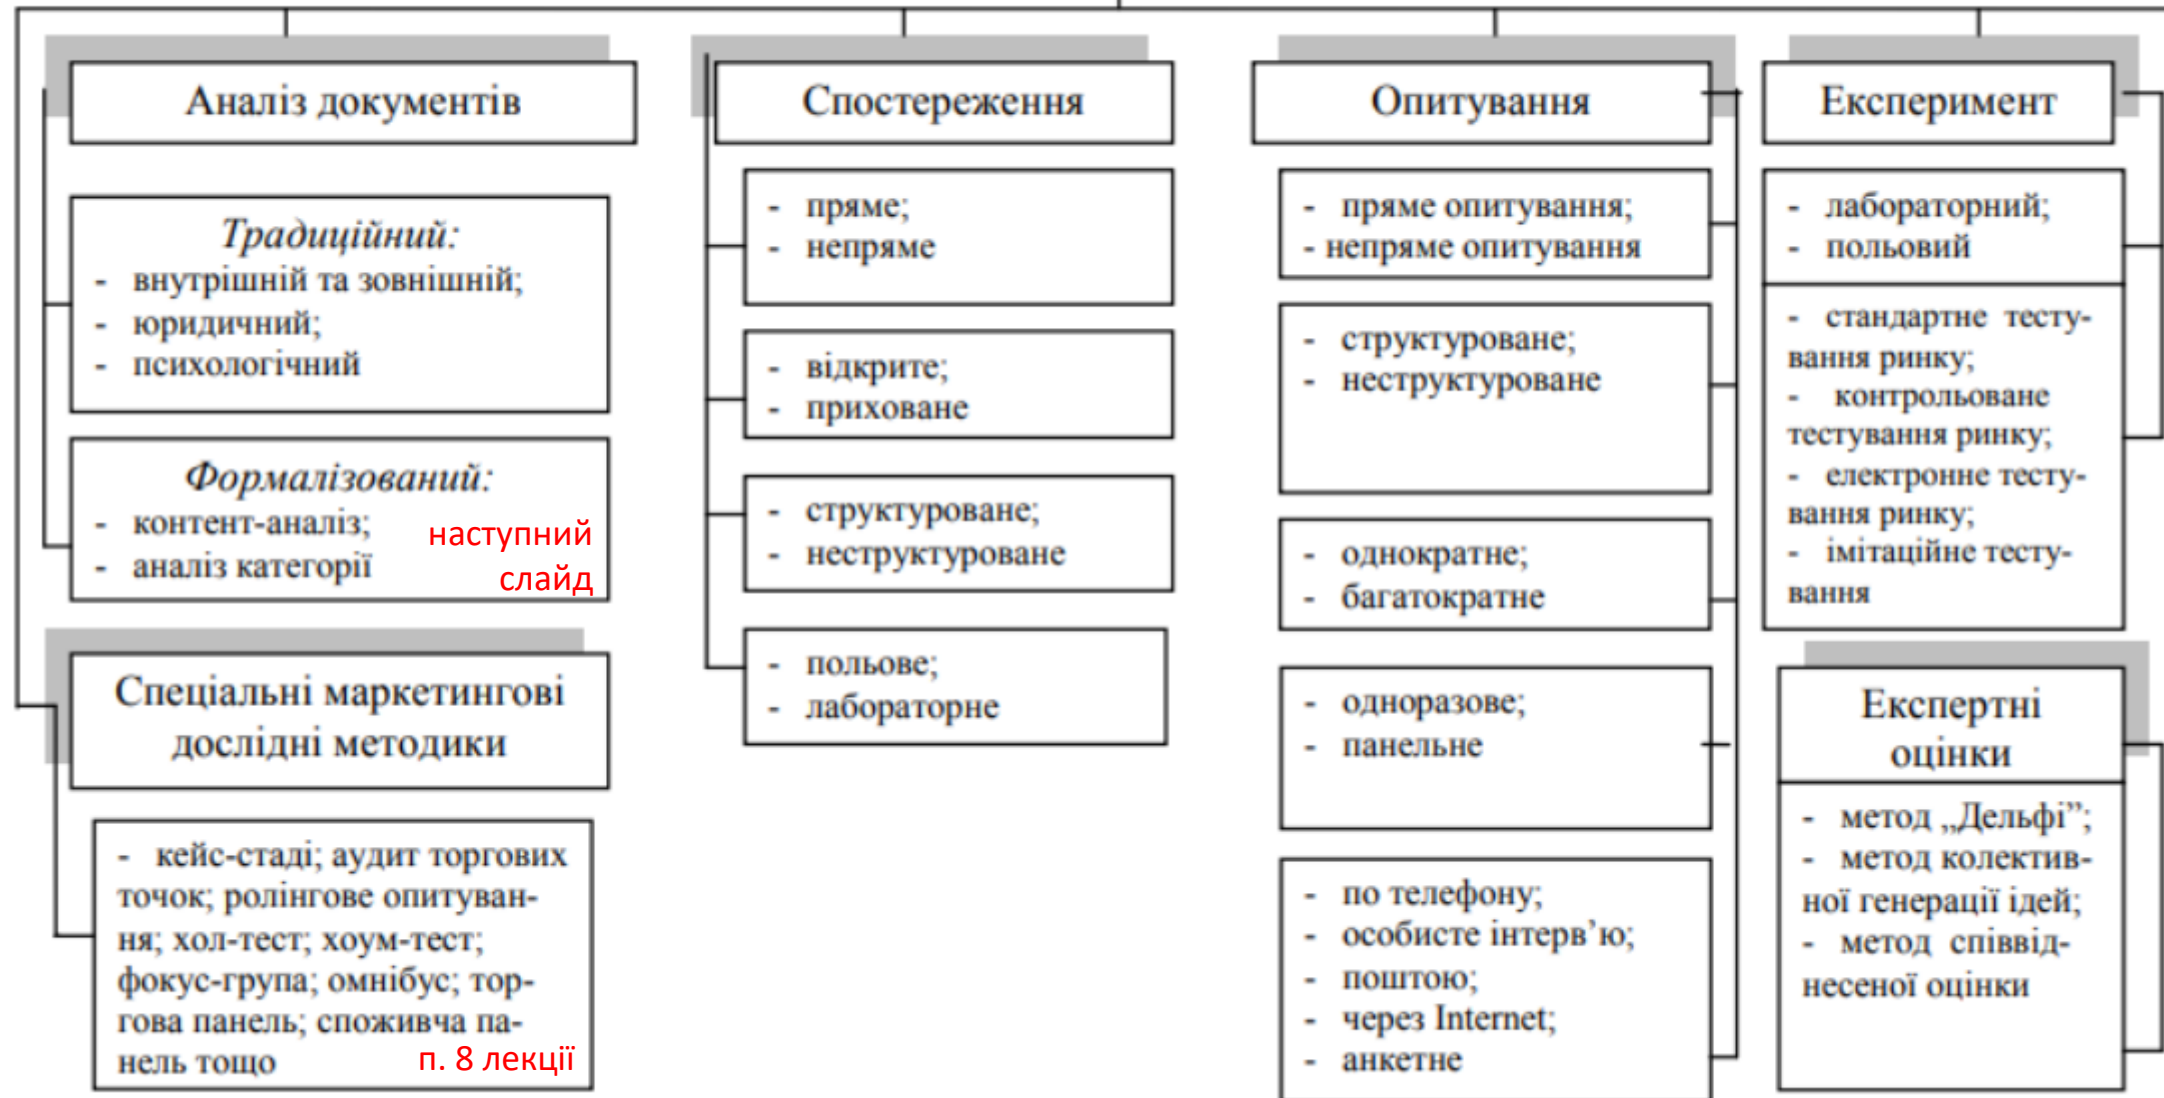 Аналіз документів
Традиційний:
- внутрішній та зовнішній;
- юридичний;
- психологічний
Формалізований:
- контент-аналіз;
- аналіз категорії
наступний
слайд
Спеціальні маркетингові
дослідні методики
- кейс-стаді; аудит торгових
точок; ролінгове опитуван-
ня; хол-тест; хоум-тест;
фокус-група; омнібус; тор-
гова панель; споживча па-
нель тощо
п. 8 лекції
Спостереження
- пряме;
- непряме
- відкрите;
- приховане
- структуроване;
- неструктуроване
- польове;
- лабораторне
Опитування
- пряме опитування;
- непряме опитування
- структуроване;
- неструктуроване
- однократне;
- багатократне
- одноразове;
- панельне
- по телефону;
- особисте інтерв’ю;
- поштою;
- через Internet;
- анкетне
Експеримент
- лабораторний;
- польовий
- стандартне тесту-
вання ринку;
- контрольоване
тестування ринку;
- електронне тесту-
вання ринку;
- імітаційне тесту-
вання
Експертні
оцінки
- метод „Дельфі”;
- метод колектив-
ної генерації ідей;
- метод співвід-
несеної оцінки